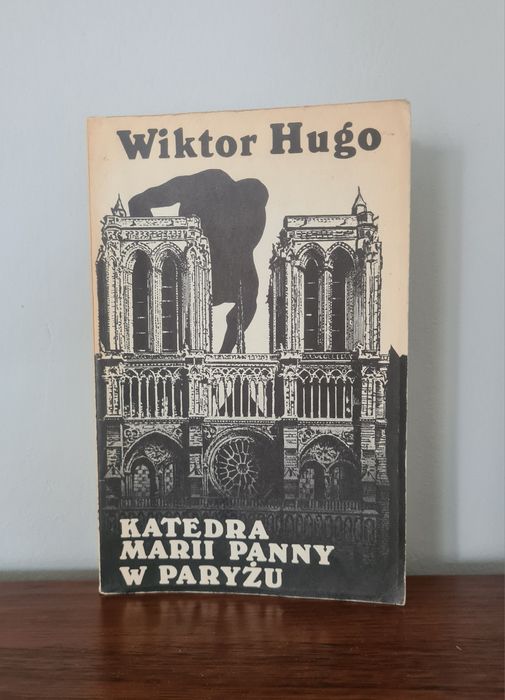 Wiktor Hugo
KATEDRA
MARII PANNY
W PARYŻU